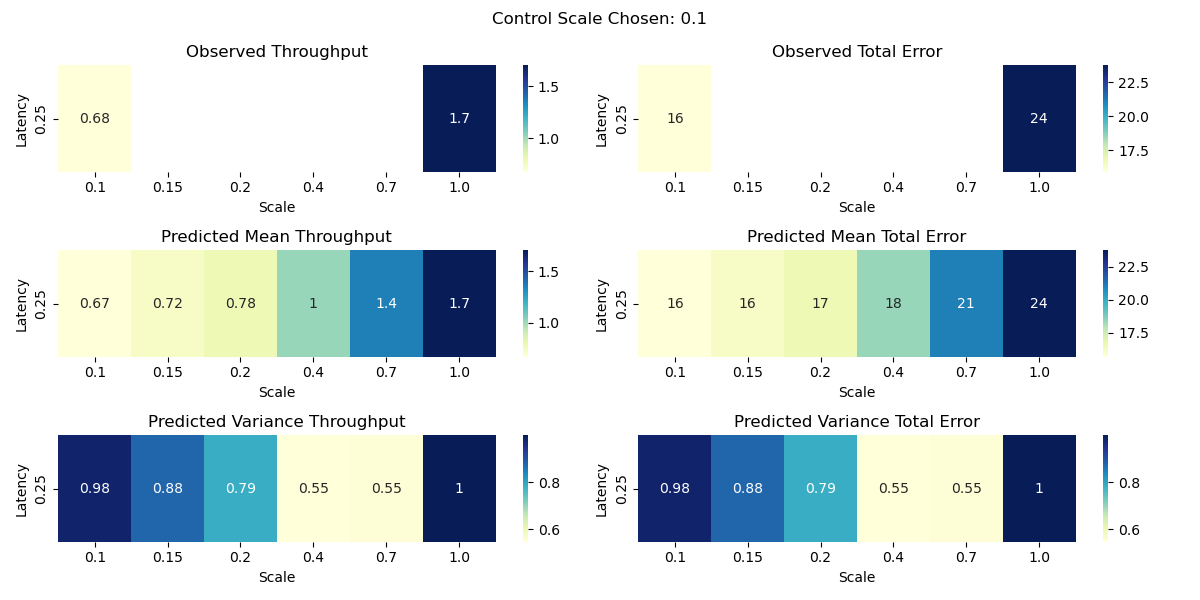 Control Scale Chosen: 0.1
Observed Throughput
Latency
0.25
0.68
1.7
1.5
1.0
0.1 0.15 0.2 0.4 0.7 1.0
Scale
Observed Total Error
Latency
0.25
16
24
22.5
20.0
17.5
0.1 0.15 0.2 0.4 0.7 1.0
Scale
Predicted Mean Throughput
Latency
0.25
0.67 0.72 0.78 1 1.4 1.7
1.5
1.0
0.1 0.15 0.2 0.4 0.7 1.0
Scale
Predicted Mean Total Error
Latency
0.25
16 16 17 18 21 24
22.5
20.0
17.5
0.1 0.15 0.2 0.4 0.7 1.0
Scale
Predicted Variance Throughput
Latency
0.25
0.98 0.88 0.79 0.55 0.55 1
0.8
0.6
0.1 0.15 0.2 0.4 0.7 1.0
Scale
Predicted Variance Total Error
Latency
0.25
0.98 0.88 0.79 0.55 0.55 1
0.8
0.6
0.1 0.15 0.2 0.4 0.7 1.0
Scale